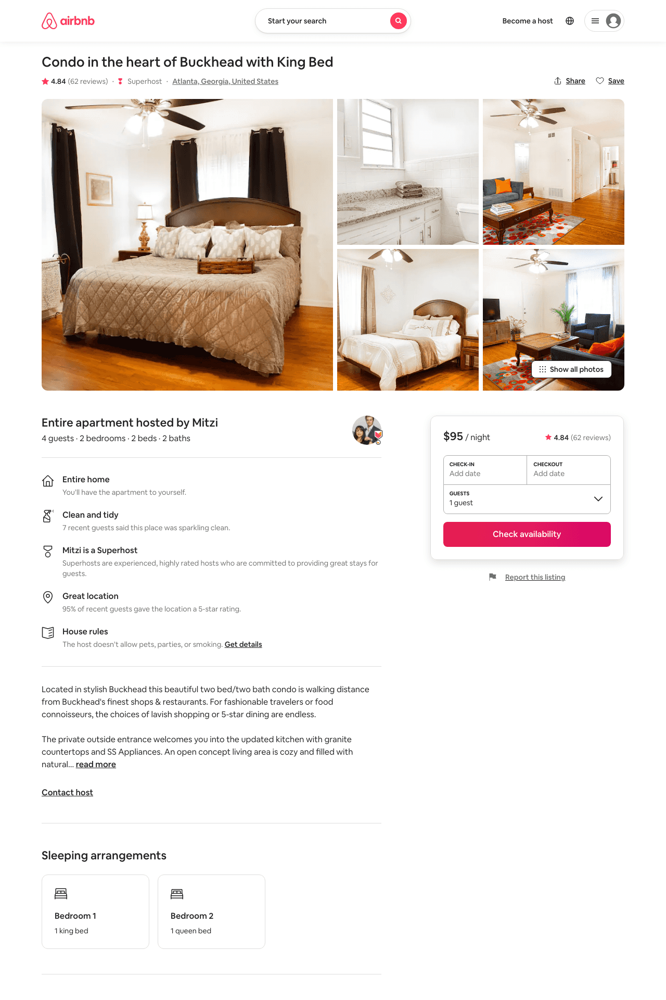 airbnb
Start your search
Become a host
Condo in the heart of Buckhead with King Bed
4.84 (62 reviews) · Superhost · Atlanta, Georgia, United States
Share
Save
Show all photos
Entire apartment hosted by Mitzi
4 guests · 2 bedrooms · 2 beds · 2 baths
Entire home
You'll have the apartment to yourself.
Clean and tidy
7 recent guests said this place was sparkling clean.
Mitzi is a Superhost
Superhosts are experienced, highly rated hosts who are committed to providing great stays for
guests.
Great location
95% of recent guests gave the location a 5-star rating.
House rules
The host doesn't allow pets, parties, or smoking. Get details
Located in stylish Buckhead this beautiful two bed/two bath condo is walking distance
from Buckhead's finest shops & restaurants. For fashionable travelers or food
connoisseurs, the choices of lavish shopping or 5-star dining are endless.
The private outside entrance welcomes you into the updated kitchen with granite
countertops and SS Appliances. An open concept living area is cozy and filled with
natural... read more
Contact host
Sleeping arrangements
Bedroom 1
1 king bed
Bedroom 2
1 queen bed
$95 / night
4.84 (62 reviews)
CHECK-IN
Add date
CHECKOUT
Add date
GUESTS
1 guest
Check availability
Report this listing